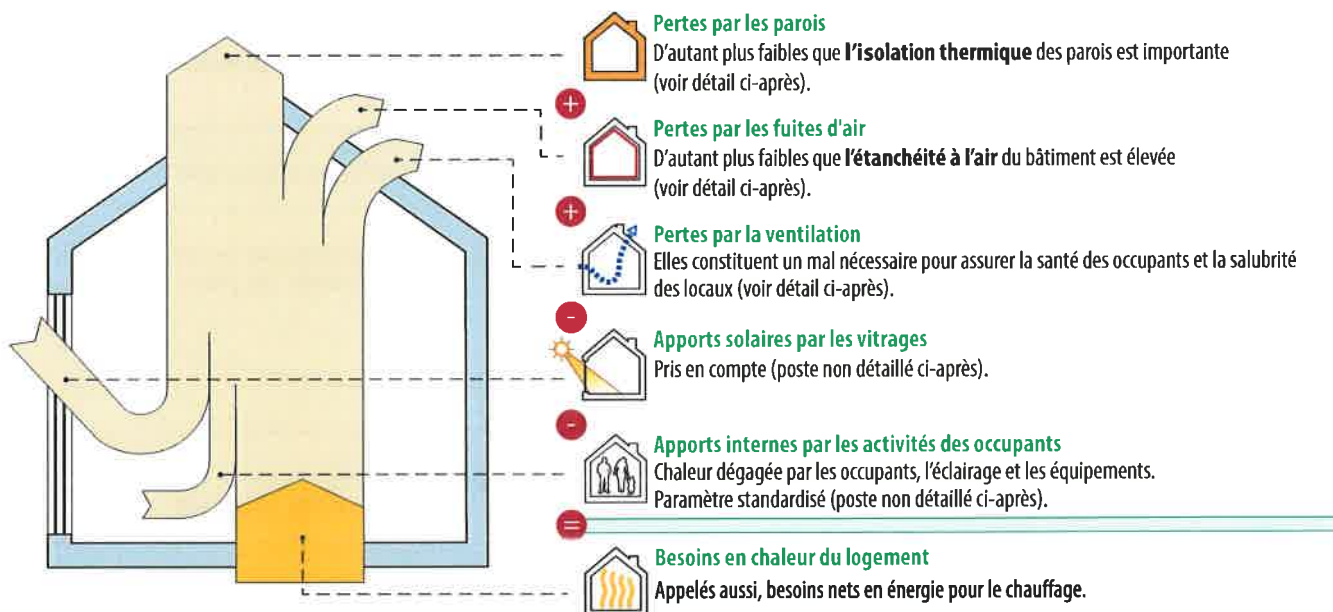 Pertes par les parois
D'autant plus faibles que l'isolation thermique des parois est importante
(voir détail ci-après).
+
Pertes par les fuites d'air
D'autant plus faibles que l'étanchéité à l'air du bâtiment est élevée
(voir détail ci-après).
+
Pertes par la ventilation
Elles constituent un mal nécessaire pour assurer la santé des occupants et la salubrité
des locaux (voir détail ci-après).
-
Apports solaires par les vitrages
Pris en compte (poste non détaillé ci-après).
-
Apports internes par les activités des occupants
Chaleur dégagée par les occupants, l'éclairage et les équipements.
Paramètre standardisé (poste non détaillé ci-après).
=
Besoins en chaleur du logement
Appelés aussi, besoins nets en énergie pour le chauffage.